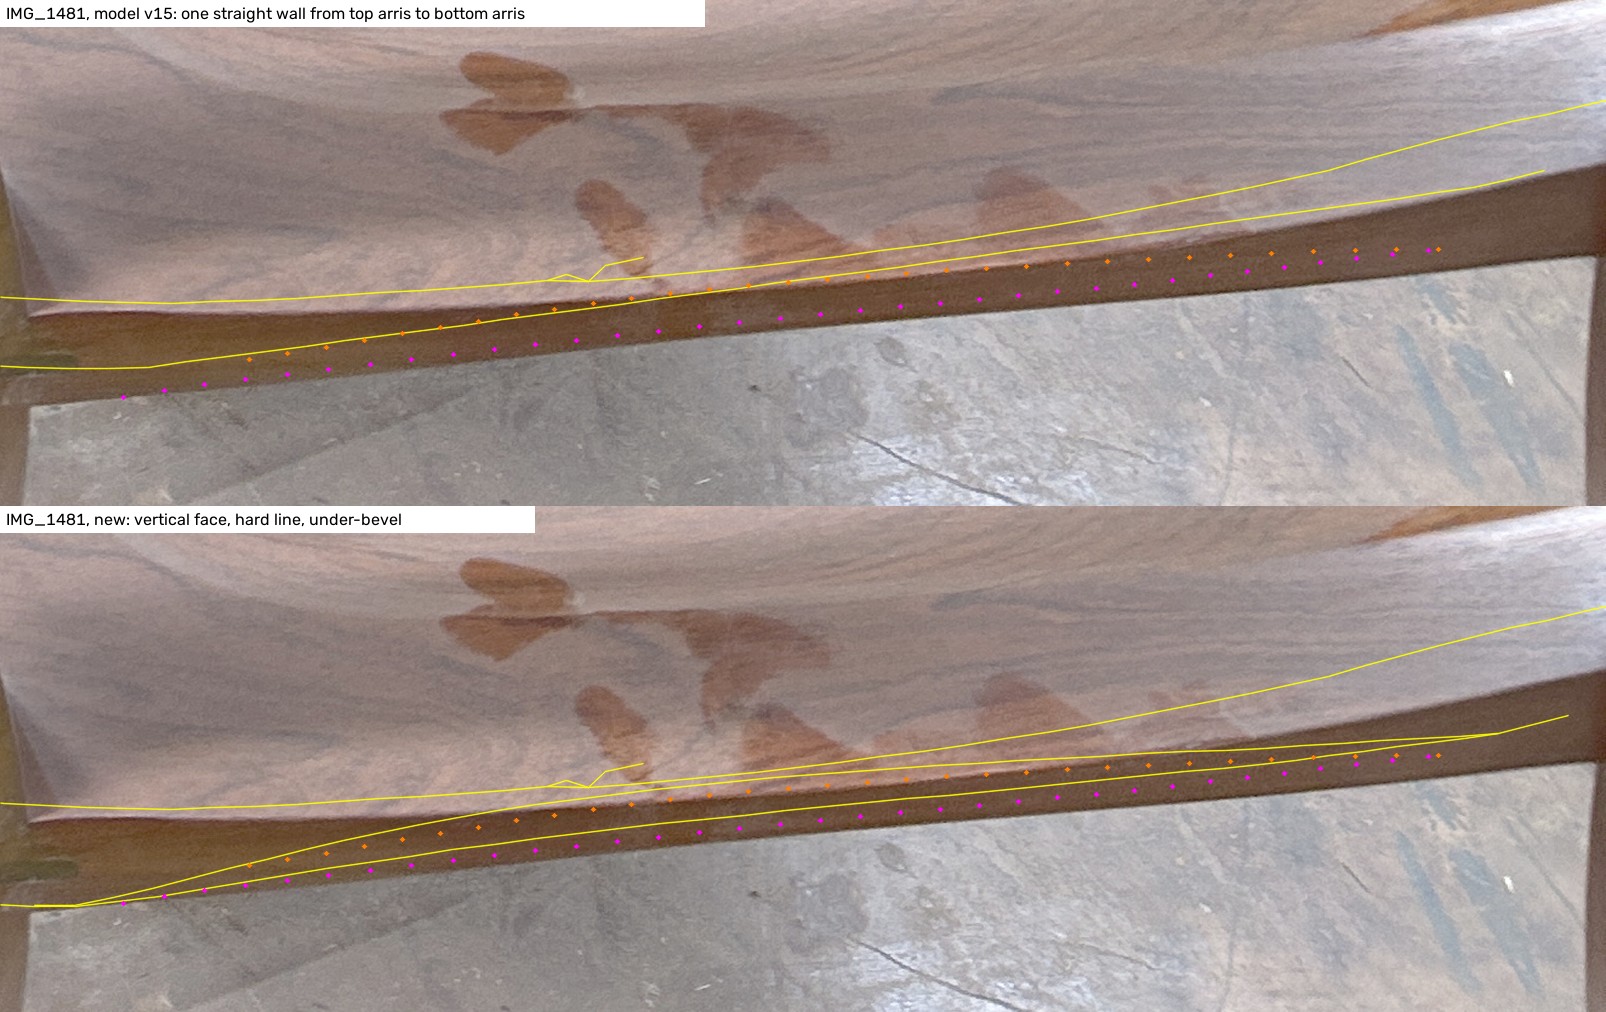 IMG_1481, model v15: one straight wall from top arris to bottom arris
IMG_1481, new: vertical face, hard line, under-bevel